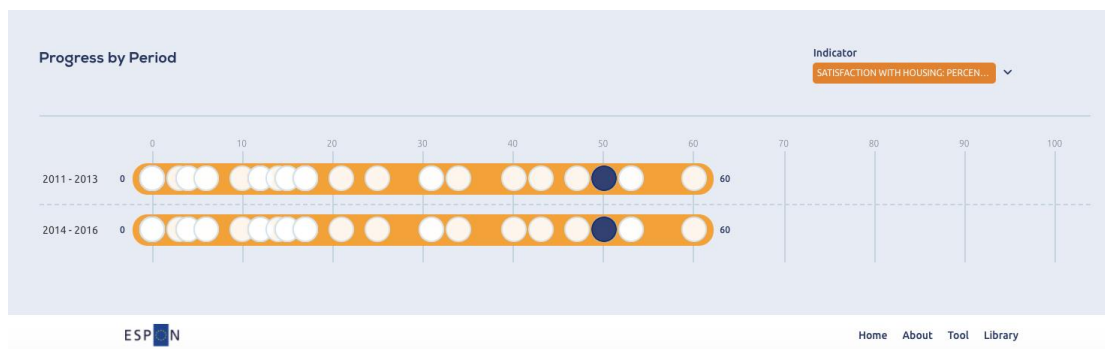 Progress by Period
Indicator
SATISFACTION WITH HOUSING: PERCEN...
0 10 20 30 40 50 60 70 80 90 100
2011 - 2013 0 60
2014 - 2016 0 60
ESPON
Home About Tool Library